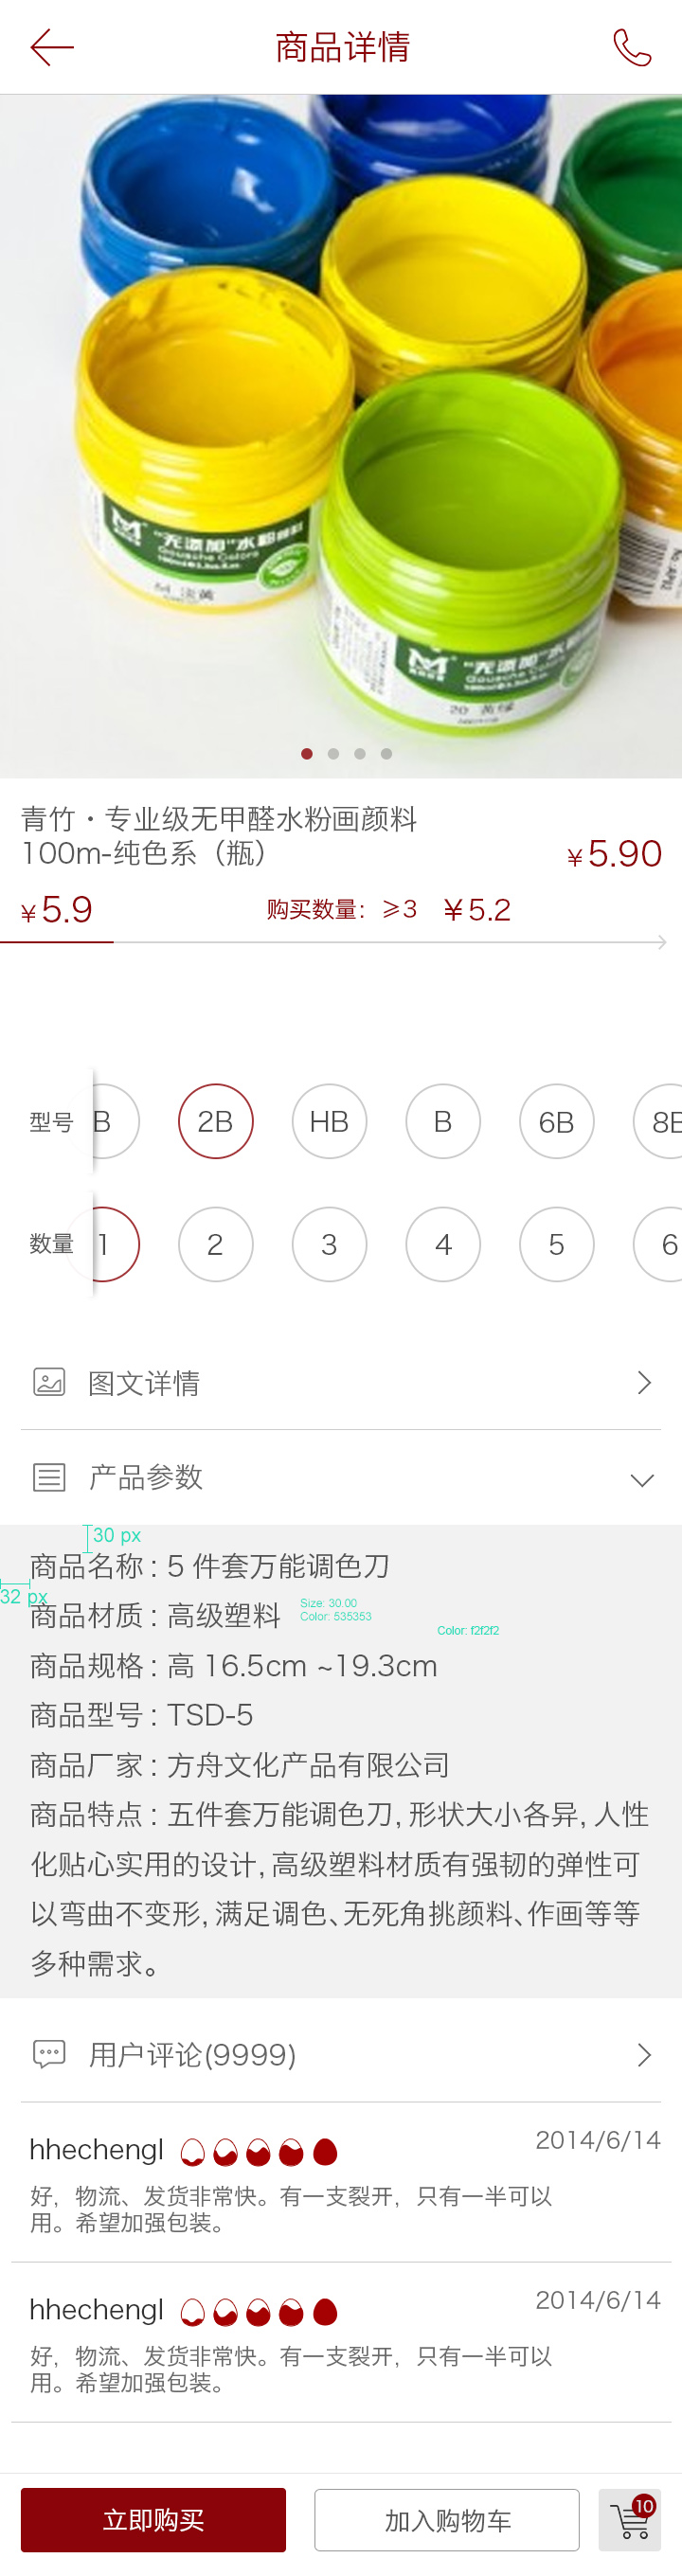 商品详情
"无添加"水粉颜料
Gouache Colors
"无添加"水粉颜料
Gouache Colors
20 黄绿
青竹·专业级无甲醛水粉画颜料
100m-纯色系（瓶）
¥5.90
¥5.9 购买数量：≥3 ¥5.2
型号 B 2B HB B 6B 8B
数量 1 2 3 4 5 6
图文详情
产品参数
30 px
商品名称：5 件套万能调色刀
32 px
商品材质：高级塑料
Size: 30.00
Color: 535353
Color: f2f2f2
商品规格：高 16.5cm ~19.3cm
商品型号：TSD-5
商品厂家：方舟文化产品有限公司
商品特点：五件套万能调色刀，形状大小各异，人性
化贴心实用的设计，高级塑料材质有强韧的弹性可
以弯曲不变形，满足调色、无死角挑颜料、作画等等
多种需求。
用户评论(9999)
hhechengl 2014/6/14
好，物流、发货非常快。有一支裂开，只有一半可以
用。希望加强包装。
hhechengl 2014/6/14
好，物流、发货非常快。有一支裂开，只有一半可以
用。希望加强包装。
立即购买 加入购物车 10